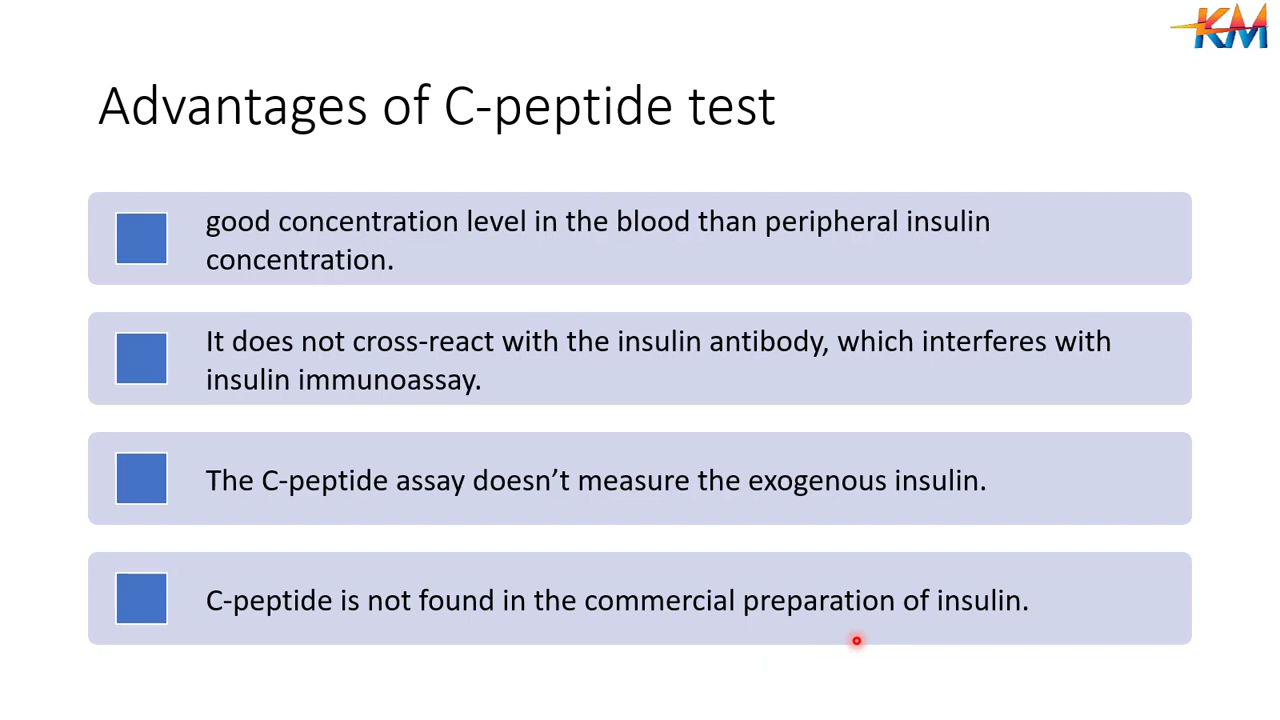 KM
Advantages of C-peptide test
good concentration level in the blood than peripheral insulin
concentration.
It does not cross-react with the insulin antibody, which interferes with
insulin immunoassay.
The C-peptide assay doesn’t measure the exogenous insulin.
C-peptide is not found in the commercial preparation of insulin.